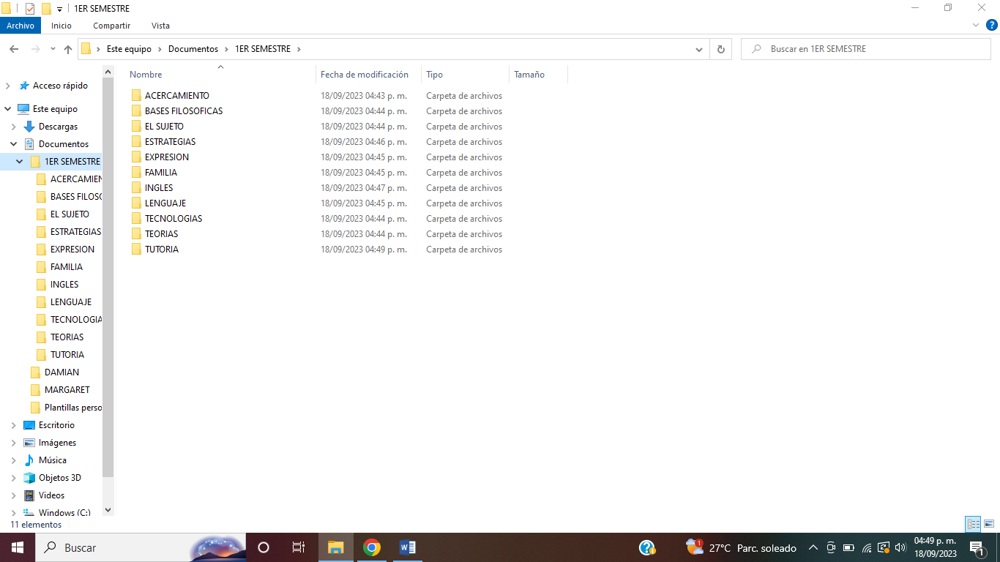 1ER SEMESTRE
Archivo Inicio Compartir Vista
Este equipo Documentos 1ER SEMESTRE Buscar en 1ER SEMESTRE
Nombre Fecha de modificación Tipo Tamaño
ACERCAMIENTO 18/09/2023 04:43 p. m. Carpeta de archivos
BASES FILOSOFICAS 18/09/2023 04:44 p. m. Carpeta de archivos
EL SUJETO 18/09/2023 04:44 p. m. Carpeta de archivos
ESTRATEGIAS 18/09/2023 04:46 p. m. Carpeta de archivos
EXPRESION 18/09/2023 04:45 p. m. Carpeta de archivos
FAMILIA 18/09/2023 04:45 p. m. Carpeta de archivos
INGLES 18/09/2023 04:47 p. m. Carpeta de archivos
LENGUAJE 18/09/2023 04:45 p. m. Carpeta de archivos
TECNOLOGIAS 18/09/2023 04:44 p. m. Carpeta de archivos
TEORIAS 18/09/2023 04:44 p. m. Carpeta de archivos
TUTORIA 18/09/2023 04:49 p. m. Carpeta de archivos
Acceso rápido
Este equipo
Descargas
Documentos
1ER SEMESTRE
ACERCAMIEN
BASES FILOSO
EL SUJETO
ESTRATEGIAS
EXPRESION
FAMILIA
INGLES
LENGUAJE
TECNOLOGIA
TEORIAS
TUTORIA
DAMIAN
MARGARET
Plantillas perso
Escritorio
Imágenes
Música
Objetos 3D
Videos
Windows (C:)
11 elementos
Buscar 27°C Parc. soleado 04:49 p. m.
18/09/2023